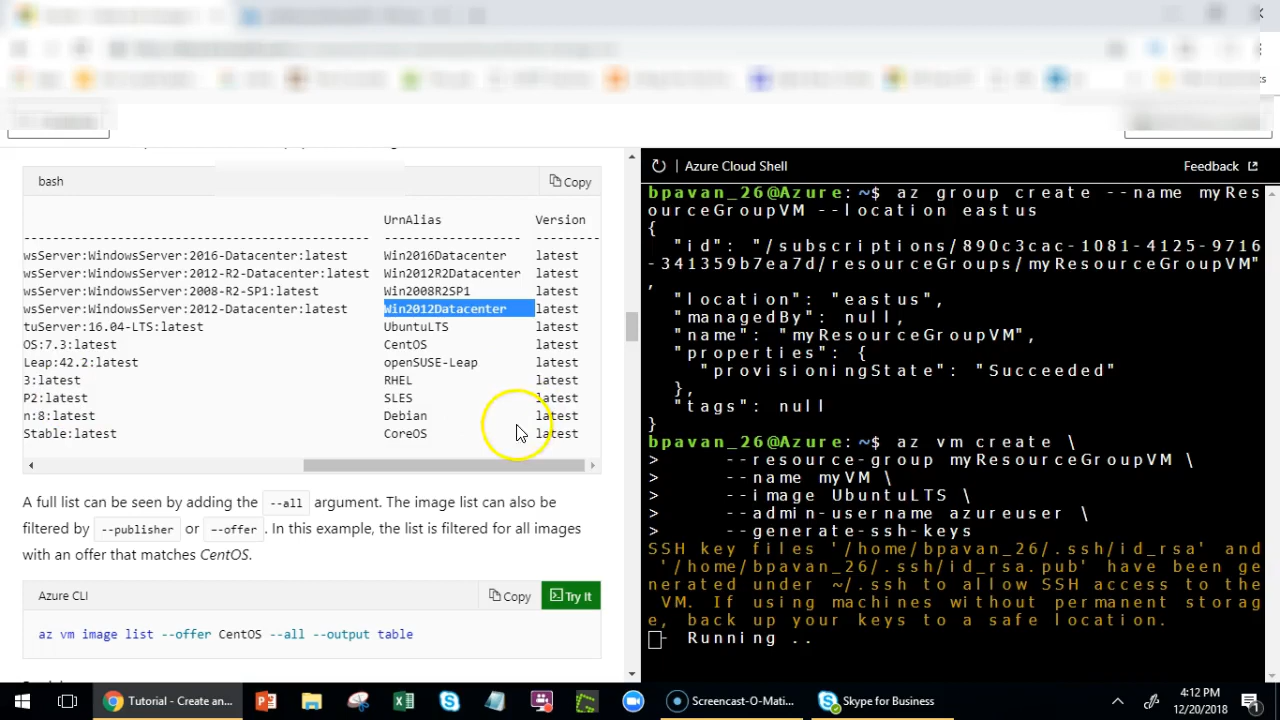 bash
Copy
UrnAlias Version
----------------------------------------------- ------------------- ---------
wsServer:WindowsServer:2016-Datacenter:latest Win2016Datacenter latest
wsServer:WindowsServer:2012-R2-Datacenter:latest Win2012R2Datacenter latest
wsServer:WindowsServer:2008-R2-SP1:latest Win2008R2SP1 latest
wsServer:WindowsServer:2012-Datacenter:latest Win2012Datacenter latest
tuServer:16.04-LTS:latest UbuntuLTS latest
OS:7.3:latest CentOS latest
Leap:42.2:latest openSUSE-Leap latest
3:latest RHEL latest
P2:latest SLES latest
n:8:latest Debian latest
Stable:latest CoreOS latest
A full list can be seen by adding the --all argument. The image list can also be
filtered by --publisher or --offer. In this example, the list is filtered for all images
with an offer that matches CentOS.
Azure CLI
Copy
Try It
az vm image list --offer CentOS --all --output table
Azure Cloud Shell
Feedback
bpavan_26@Azure:~$ az group create --name myRes
ourceGroupVM --location eastus
{
"id": "/subscriptions/890c3cac-1081-4125-9716
-341359b7ea7d/resourceGroups/myResourceGroupVM"
,
"location": "eastus",
"managedBy": null,
"name": "myResourceGroupVM",
"properties": {
"provisioningState": "Succeeded"
},
"tags": null
}
bpavan_26@Azure:~$ az vm create \
> --resource-group myResourceGroupVM \
> --name myVM \
> --image UbuntuLTS \
> --admin-username azureuser \
> --generate-ssh-keys
SSH key files '/home/bpavan_26/.ssh/id_rsa' and
'/home/bpavan_26/.ssh/id_rsa.pub' have been ge
nerated under ~/.ssh to allow SSH access to the
VM. If using machines without permanent storag
e, back up your keys to a safe location.
- Running ..
Tutorial - Create an...
Screencast-O-Mati...
Skype for Business
4:12 PM
12/20/2018